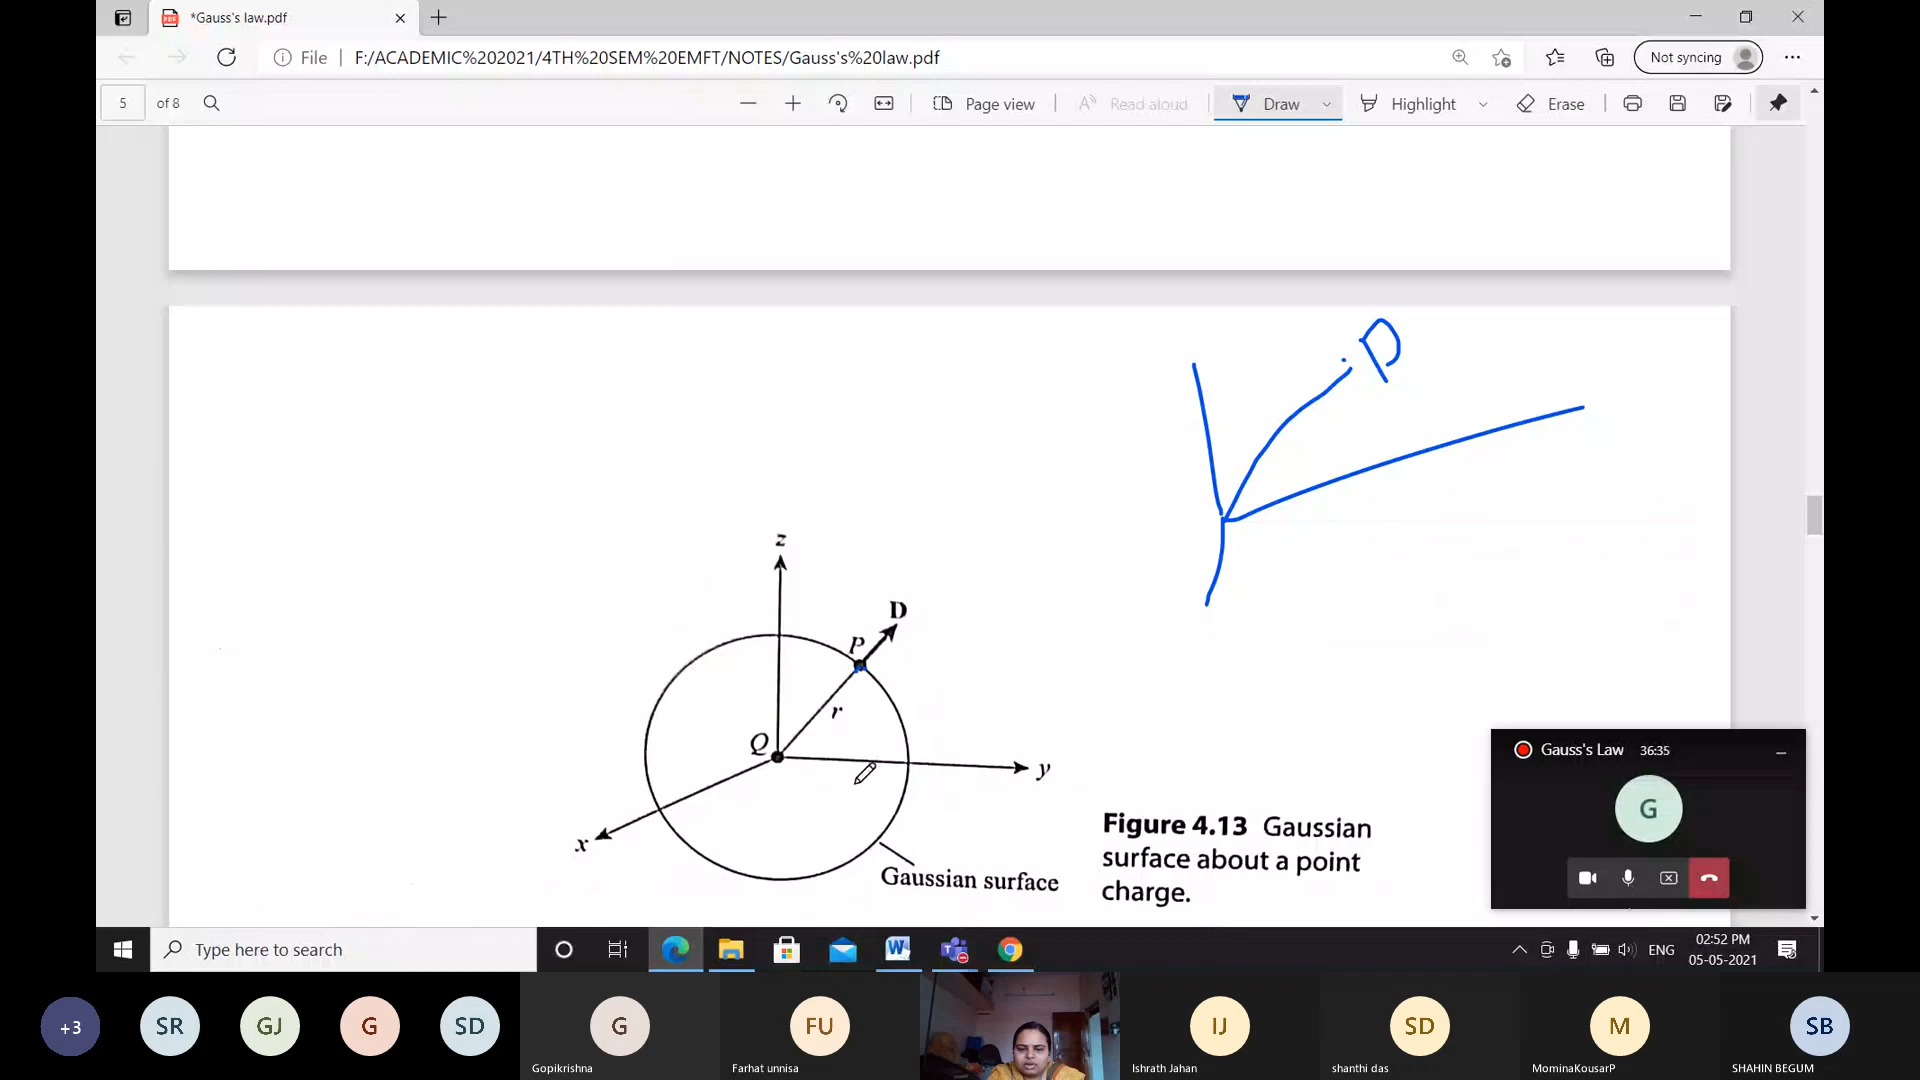 *Gauss's law.pdf
File F:/ACADEMIC%202021/4TH%20SEM%20EMFT/NOTES/Gauss's%20law.pdf
Not syncing
5 of 8
Page view
Read aloud
Draw
Highlight
Erase
P
z
D
P
r
Q
y
x
Gaussian surface
Figure 4.13 Gaussian
surface about a point
charge.
Gauss's Law 36:35
G
Type here to search
ENG
02:52 PM
05-05-2021
+3
SR
GJ
G
SD
G
Gopikrishna
FU
Farhat unnisa
IJ
Ishrath Jahan
SD
shanthi das
M
MominaKousarP
SB
SHAHIN BEGUM